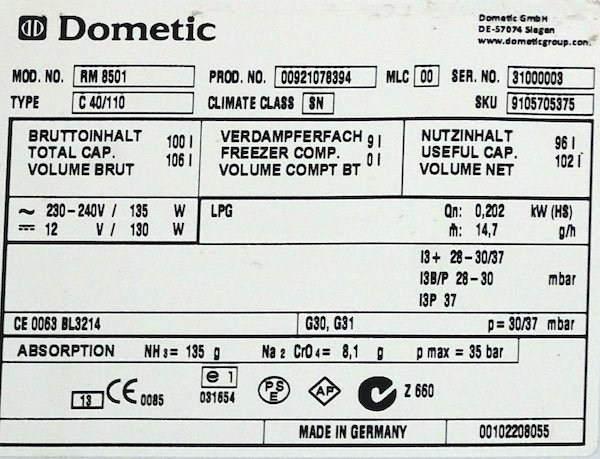 Dometic
Dometic GmbH
DE-57074 Siegen
www.dometicgroup.com
MOD. NO. RM 8501 PROD. NO. 00921078394 MLC 00 SER. NO. 31000003
TYPE C 40/110 CLIMATE CLASS SN SKU 9105705375
BRUTTOINHALT 100 l
TOTAL CAP. 106 l
VOLUME BRUT
VERDAMPFERFACH 9 l
FREEZER COMP. 0 l
VOLUME COMPT BT
NUTZINHALT 96 l
USEFUL CAP. 102 l
VOLUME NET
~ 230-240V / 135 W
12 V / 130 W
LPG Qn: 0,202 kW (HS)
ṁ: 14,7 g/h
I3+ 28-30/37
I3B/P 28-30 mbar
I3P 37
CE 0063 BL3214 G30, G31 p= 30/37 mbar
ABSORPTION NH3= 135 g Na2 CrO4= 8,1 g p max = 35 bar
13 CE 0085 e1 031654 PSE AP Z 660
MADE IN GERMANY 00102208055